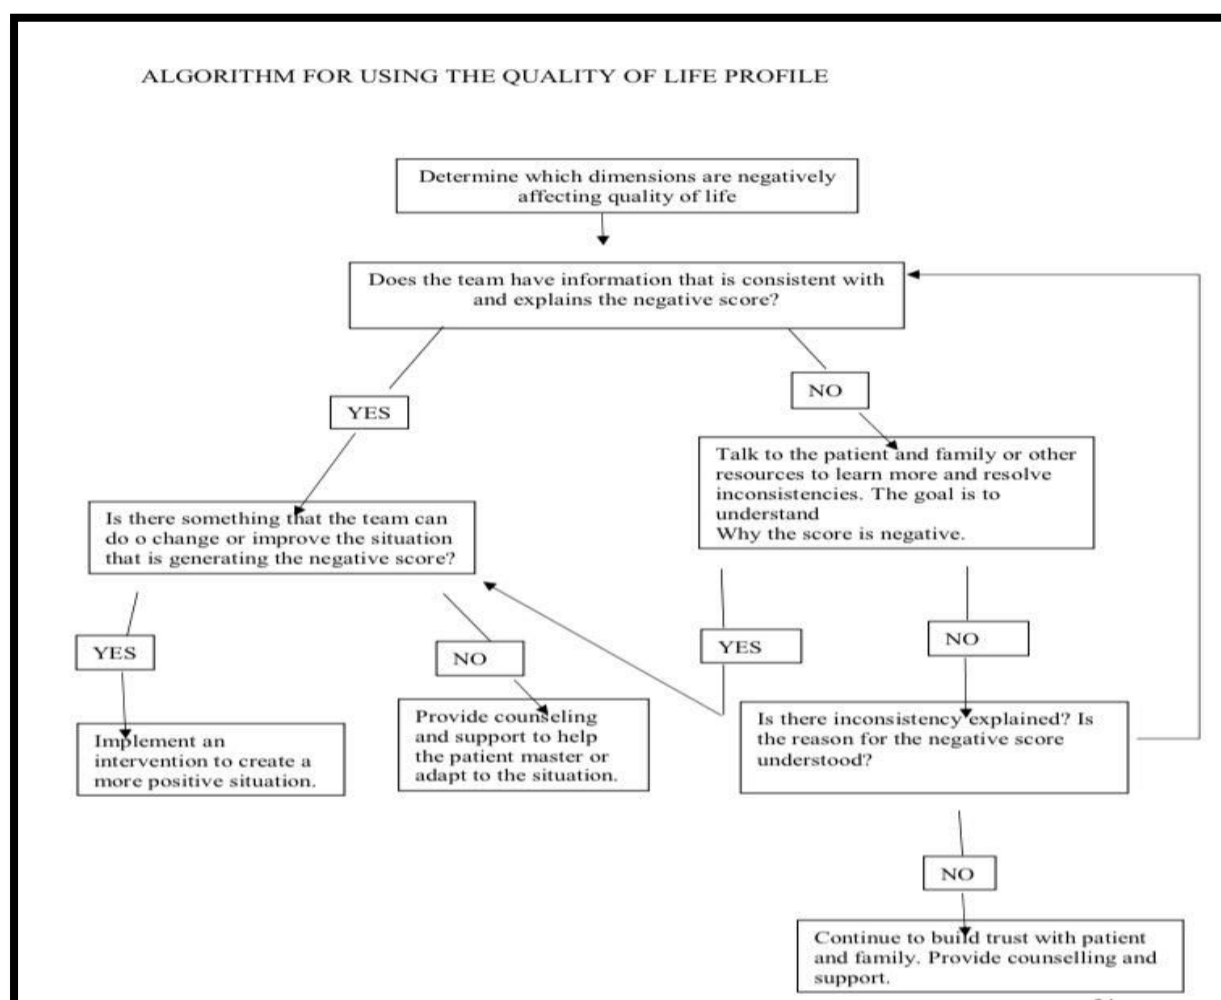 ALGORITHM FOR USING THE QUALITY OF LIFE PROFILE
Determine which dimensions are negatively
affecting quality of life
Does the team have information that is consistent with
and explains the negative score?
YES
NO
Talk to the patient and family or other
resources to learn more and resolve
inconsistencies. The goal is to
understand
Why the score is negative.
Is there something that the team can
do o change or improve the situation
that is generating the negative score?
YES
NO
YES
NO
Implement an
intervention to create a
more positive situation.
Provide counseling
and support to help
the patient master or
adapt to the situation.
Is there inconsistency explained? Is
the reason for the negative score
understood?
NO
Continue to build trust with patient
and family. Provide counselling and
support.